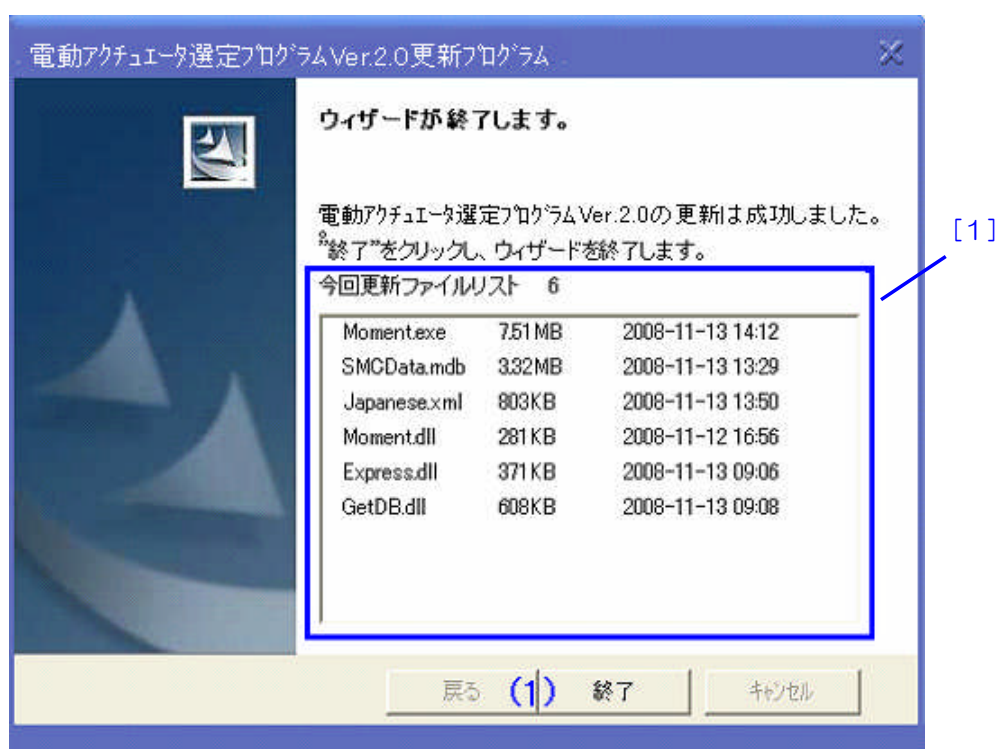 電動ｱｸﾁｭｴｰﾀ選定ﾌﾟﾛｸﾞﾗﾑVer.2.0更新ﾌﾟﾛｸﾞﾗﾑ
ウィザードが終了します。
電動ｱｸﾁｭｴｰﾀ選定ﾌﾟﾛｸﾞﾗﾑVer.2.0の更新は成功しました。
”終了”をクリックし、ウィザードを終了します。
[1]
今回更新ファイルリスト 6
Moment.exe 7.51MB 2008-11-13 14:12
SMCData.mdb 3.32MB 2008-11-13 13:29
Japanese.xml 803KB 2008-11-13 13:50
Moment.dll 281KB 2008-11-12 16:56
Express.dll 371KB 2008-11-13 09:06
GetDB.dll 608KB 2008-11-13 09:08
戻る (1) 終了 ｷｬﾝｾﾙ